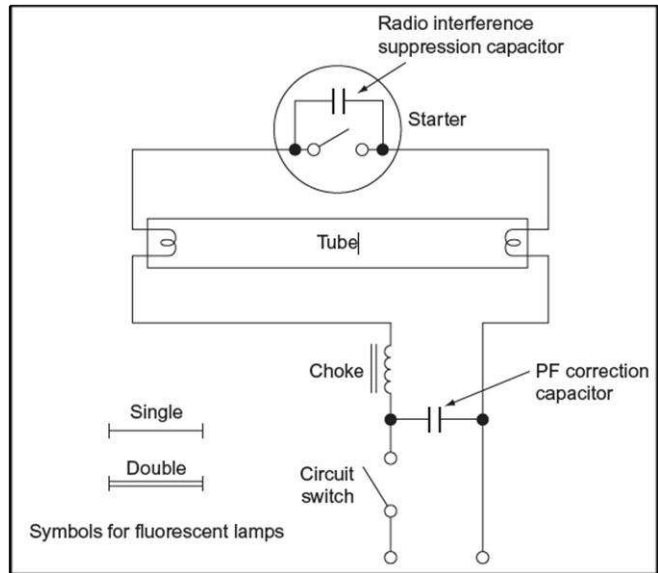 Radio interference
suppression capacitor
Starter
Tube
Choke
PF correction
capacitor
Single
Double
Circuit
switch
Symbols for fluorescent lamps